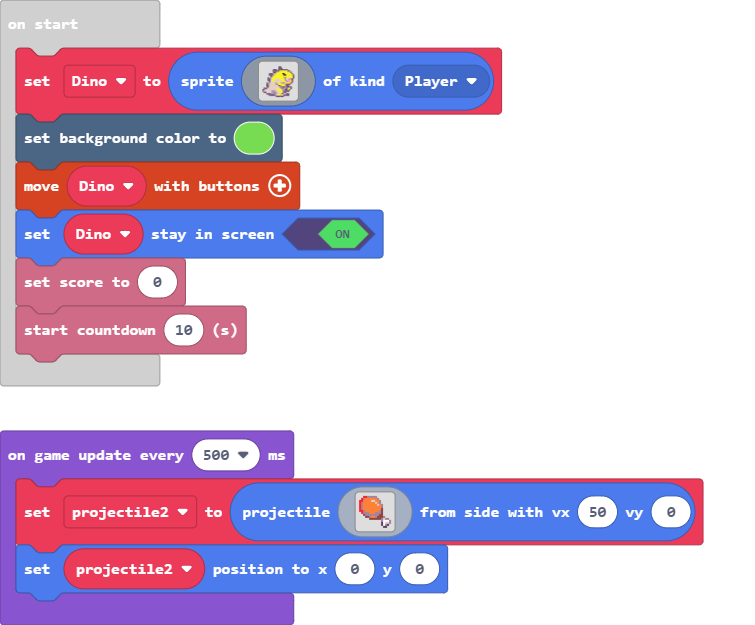 on start
set Dino to sprite of kind Player
set background color to
move Dino with buttons
set Dino stay in screen ON
set score to 0
start countdown 10 (s)
on game update every 500 ms
set projectile2 to projectile from side with vx 50 vy 0
set projectile2 position to x 0 y 0